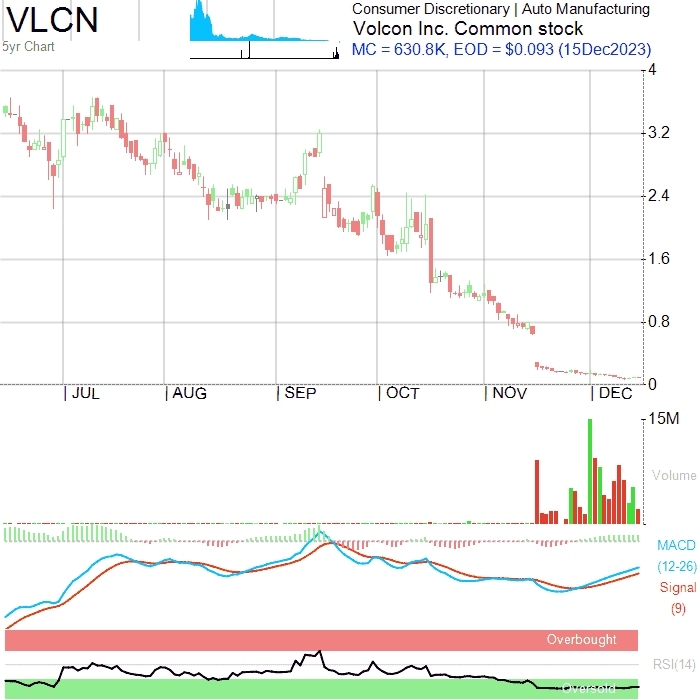 VLCN
5yr Chart
Consumer Discretionary | Auto Manufacturing
Volcon Inc. Common stock
MC = 630.8K, EOD = $0.093 (15Dec2023)
4
3.2
2.4
1.6
0.8
0
| JUL | AUG | SEP | OCT | NOV | DEC
15M
Volume
MACD
(12-26)
Signal
(9)
Overbought
RSI(14)
Oversold